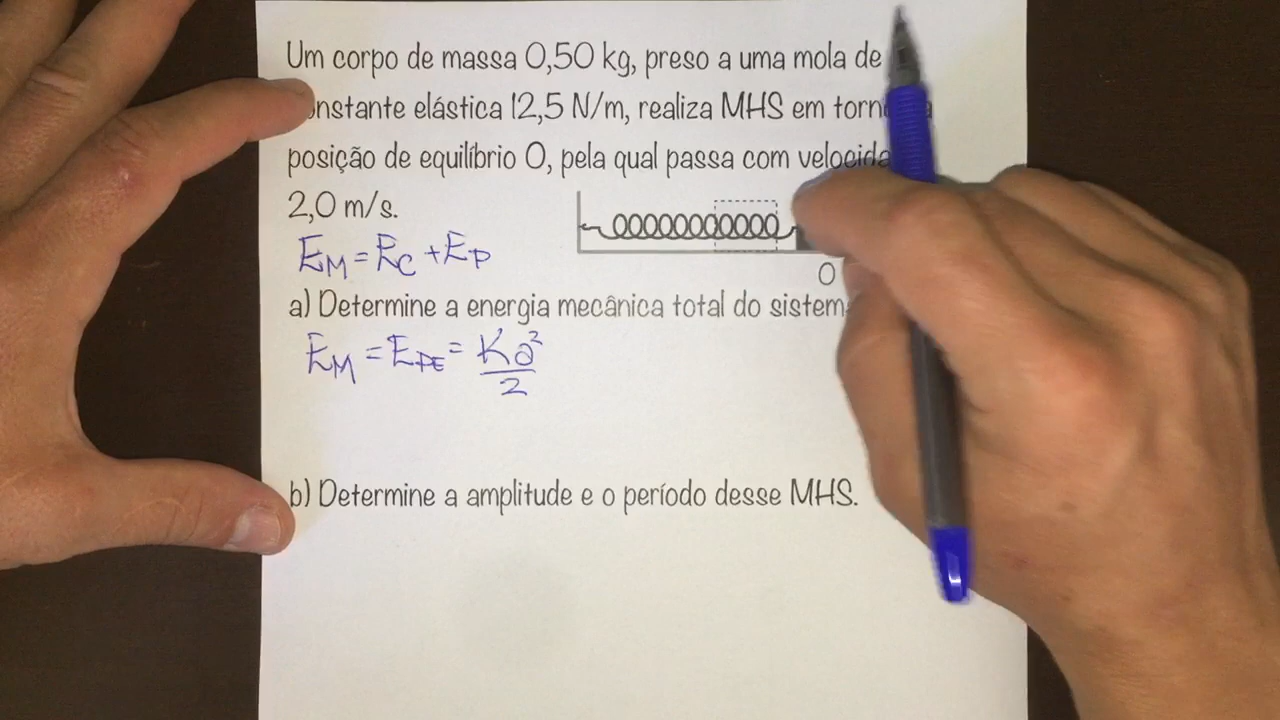 Um corpo de massa 0,50 kg, preso a uma mola de
constante elástica 12,5 N/m, realiza MHS em torno
posição de equilíbrio O, pela qual passa com
2,0 m/s.
EM = EC + EP
O
a) Determine a energia mecânica total do
EM = EPE = Ka²/2
b) Determine a amplitude e o período desse MHS.